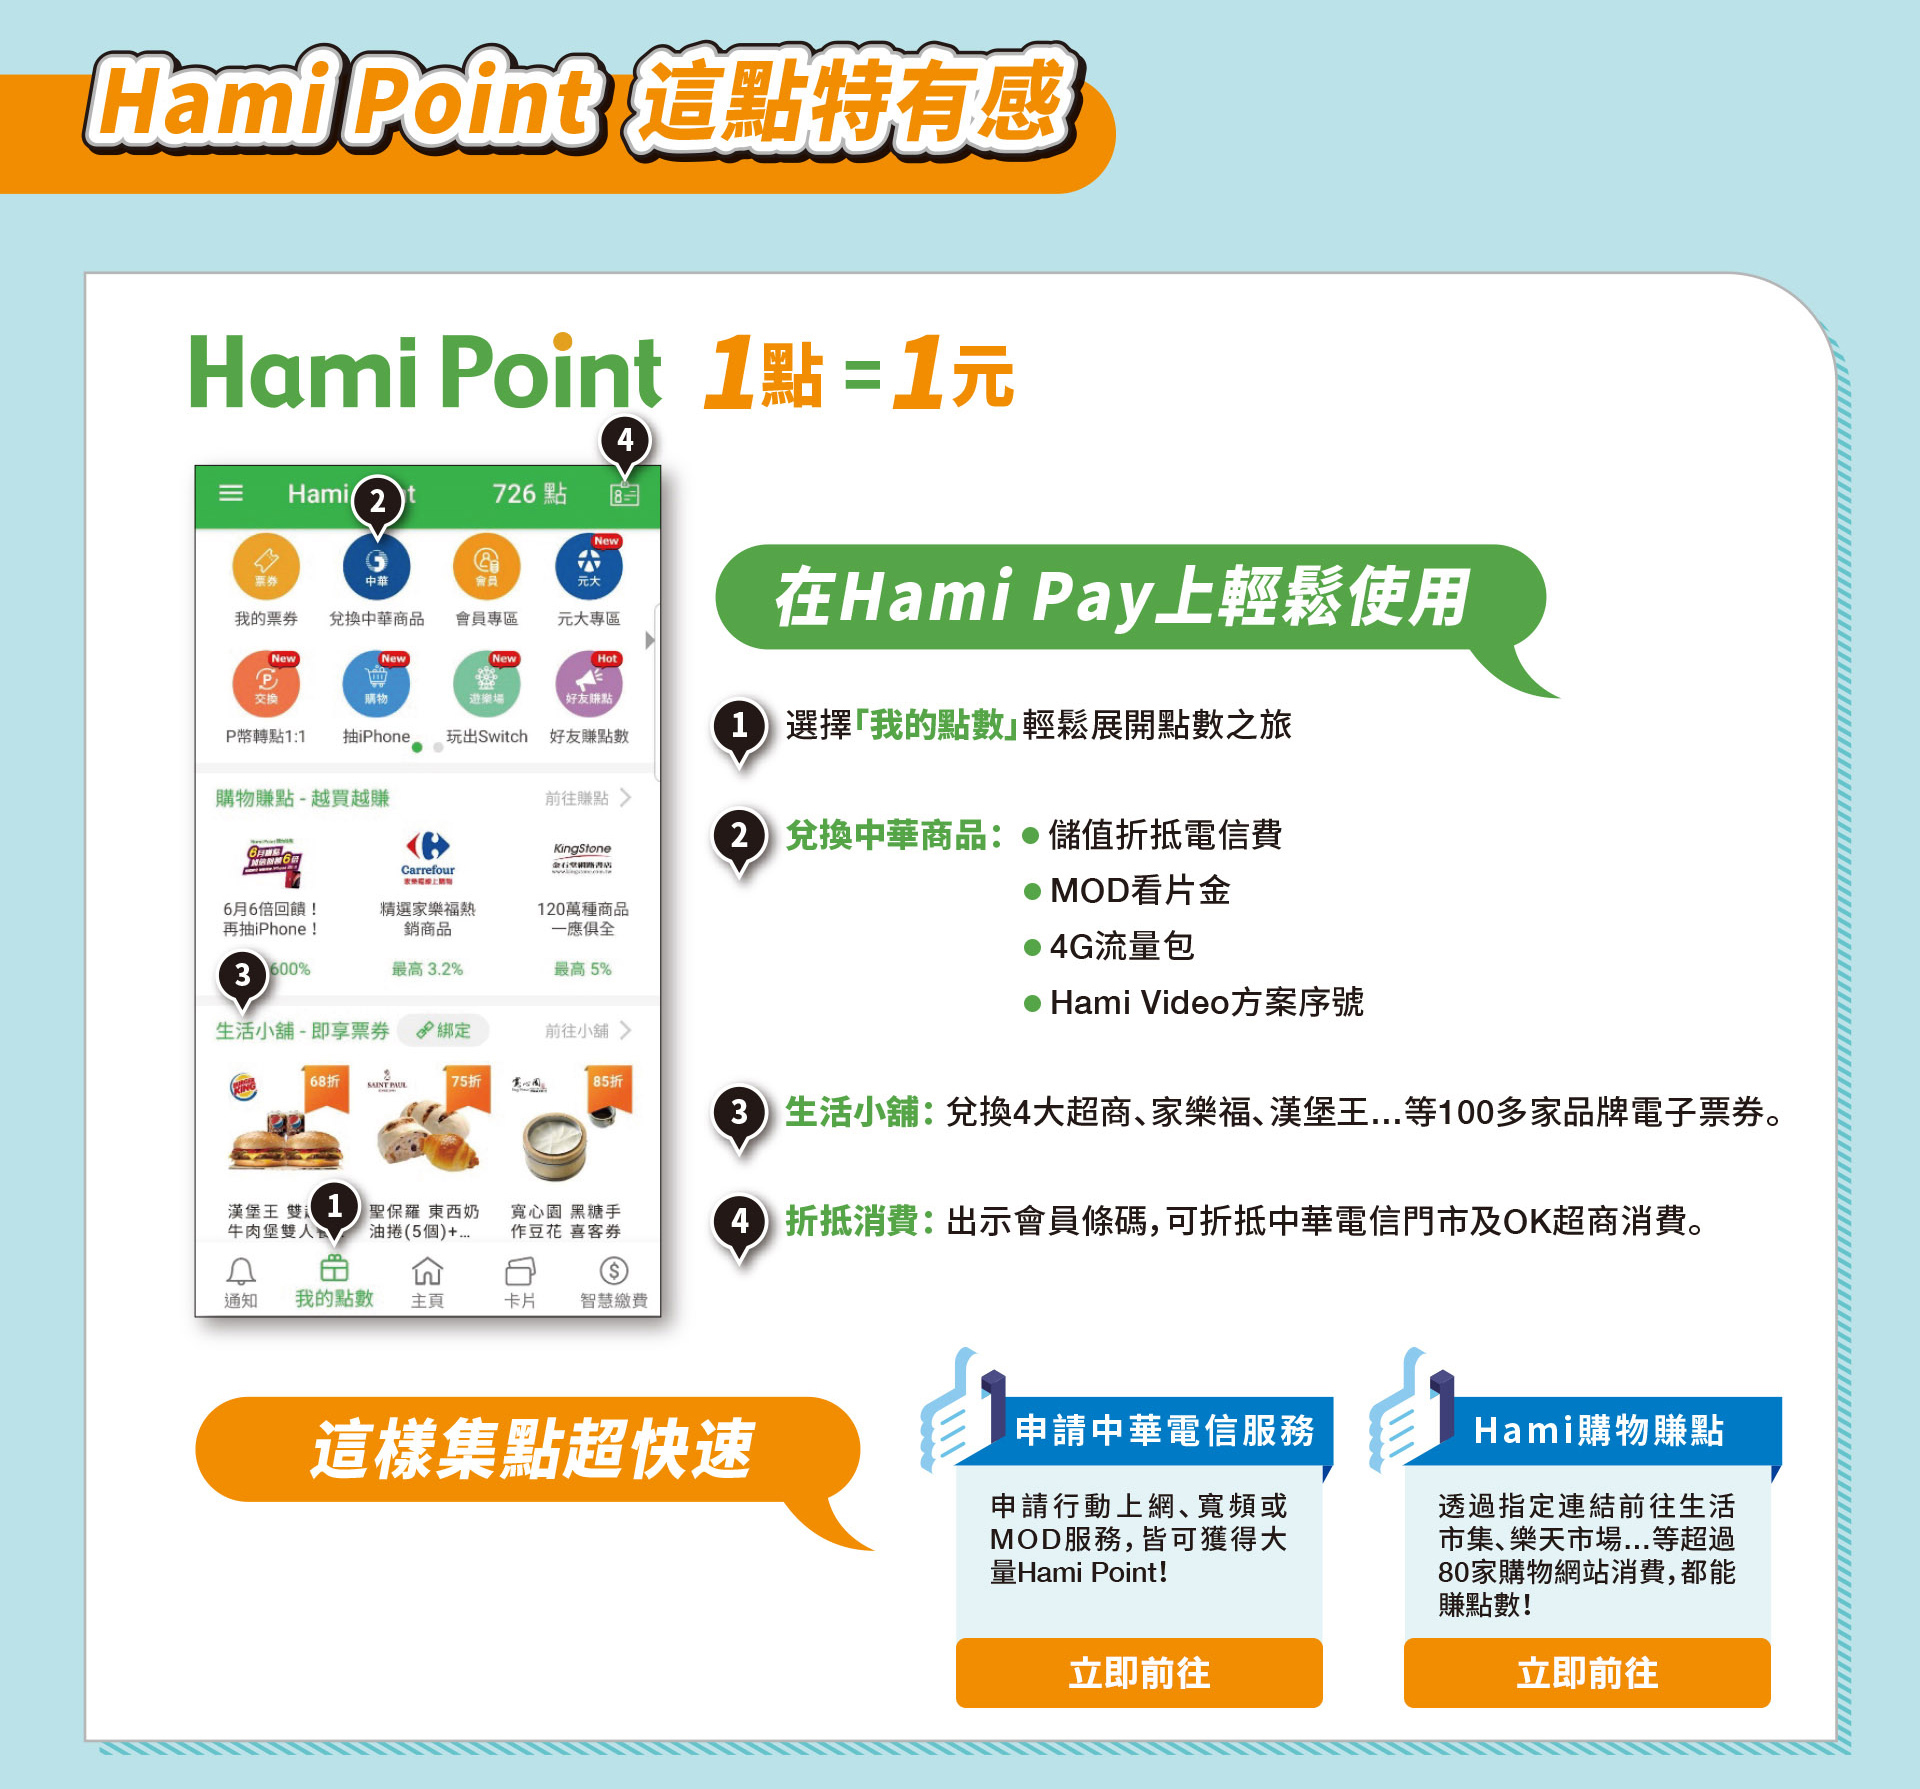 Hami Point 這點特有感
Hami Point 1點=1元
4
2
Hami t 726 點
票券 中華 會員 New 元大
我的票券 兌換中華商品 會員專區 元大專區
New New New Hot
交換 購物 遊樂場 好友賺點
P幣轉點1:1 抽iPhone 玩出Switch 好友賺點數
購物賺點 - 越買越賺 前往賺點
Carrefour
KingStone
金石堂網路書店
6月6倍回饋！ 精選家樂福熱 120萬種商品
再抽iPhone！ 銷商品 一應俱全
3
600% 最高 3.2% 最高 5%
生活小舖 - 即享票券 綁定 前往小舖
BURGER KING 68折 SAINT PAUL 75折 寬心園 85折
漢堡王 雙 聖保羅 東西奶 寬心園 黑糖手
牛肉堡雙人 油捲(5個)+... 作豆花 喜客券
1
通知 我的點數 主頁 卡片 智慧繳費
在Hami Pay上輕鬆使用
1 選擇「我的點數」輕鬆展開點數之旅
2 兌換中華商品： ● 儲值折抵電信費
● MOD看片金
● 4G流量包
● Hami Video方案序號
3 生活小舖：兌換4大超商、家樂福、漢堡王...等100多家品牌電子票券。
4 折抵消費：出示會員條碼，可折抵中華電信門市及OK超商消費。
這樣集點超快速
申請中華電信服務
申請行動上網、寬頻或
MOD服務，皆可獲得大
量Hami Point！
立即前往
Hami購物賺點
透過指定連結前往生活
市集、樂天市場...等超過
80家購物網站消費，都能
賺點數！
立即前往